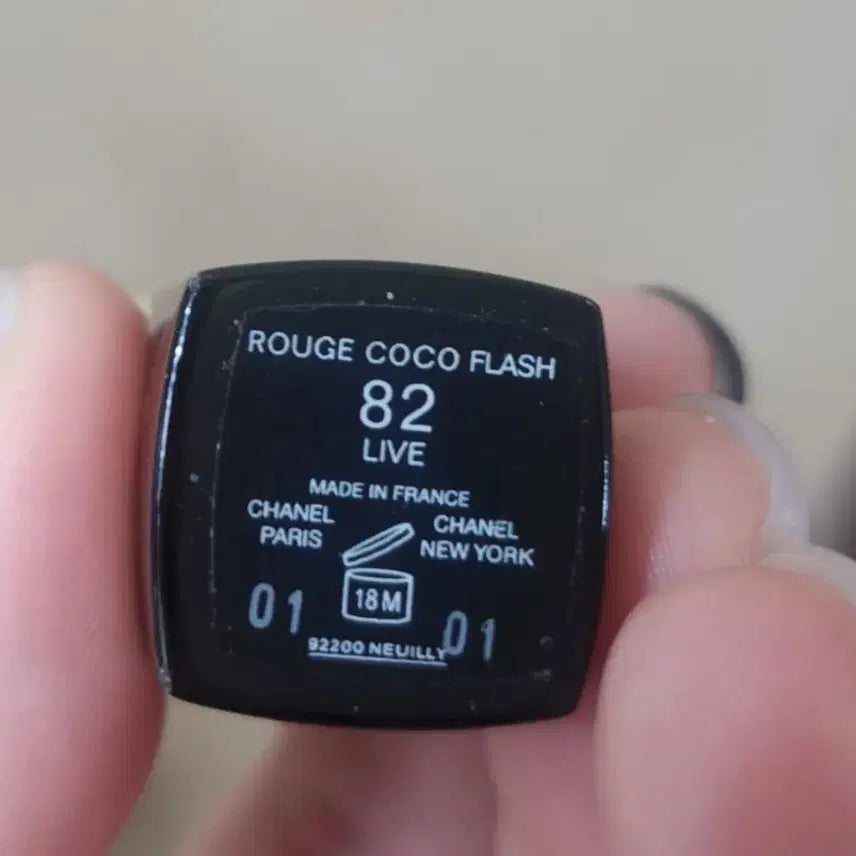 ROUGE COCO FLASH
82
LIVE
MADE IN FRANCE
CHANEL
PARIS
CHANEL
NEW YORK
18M
01
01
92200 NEUILLY